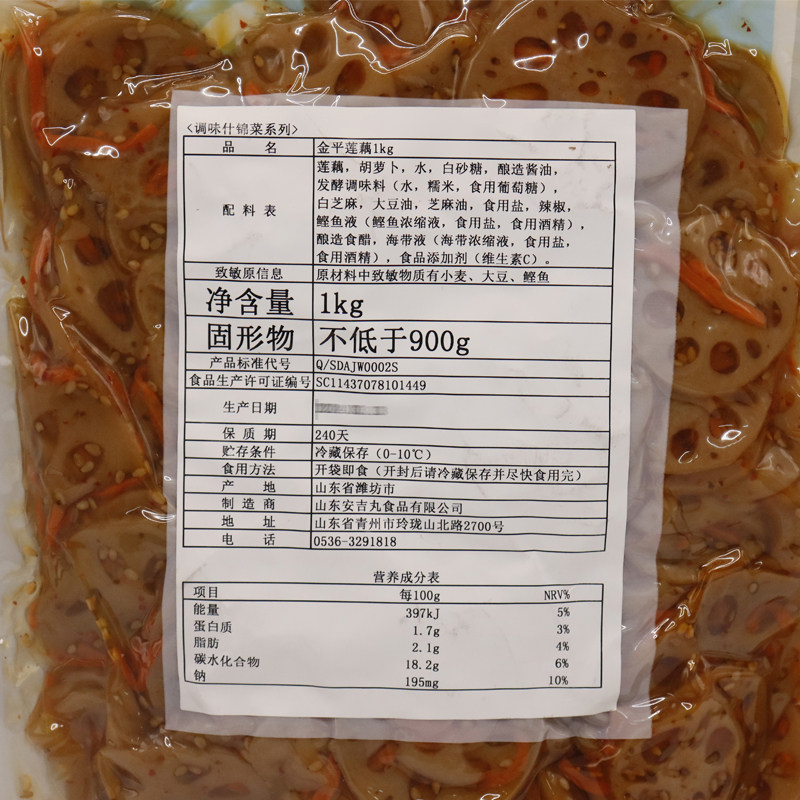 <调味什锦菜系列>
品 名 金平莲藕1kg
配 料 表 莲藕，胡萝卜，水，白砂糖，酿造酱油，
发酵调味料（水，糯米，食用葡萄糖），
白芝麻，大豆油，芝麻油，食用盐，辣椒，
鲣鱼液（鲣鱼浓缩液，食用盐，食用酒精），
酿造食醋，海带液（海带浓缩液，食用盐，
食用酒精），食品添加剂（维生素C）。
致敏原信息 原材料中致敏物质有小麦、大豆、鲣鱼
净含量 1kg
固形物 不低于900g
产品标准代号 Q/SDAJW0002S
食品生产许可证编号 SC11437078101449
生产日期
保 质 期 240天
贮存条件 冷藏保存（0-10℃）
食用方法 开袋即食（开封后请冷藏保存并尽快食用完）
产 地 山东省潍坊市
制 造 商 山东安吉丸食品有限公司
地 址 山东省青州市玲珑山北路2700号
电 话 0536-3291818
营养成分表
项目 每100g NRV%
能量 397kJ 5%
蛋白质 1.7g 3%
脂肪 2.1g 4%
碳水化合物 18.2g 6%
钠 195mg 10%